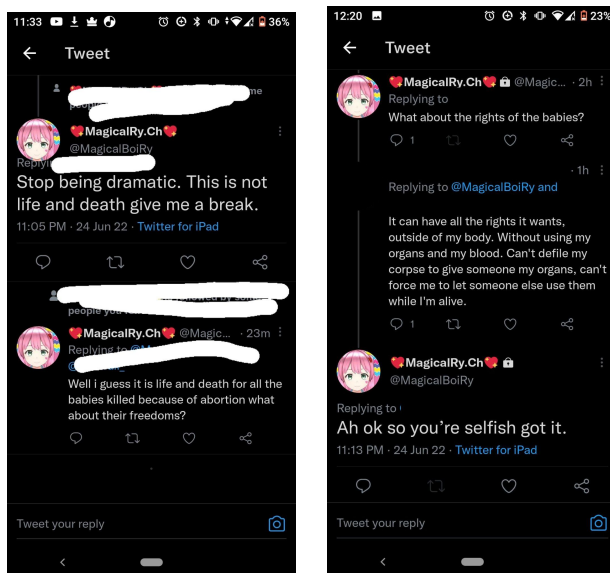 11:33 36%
Tweet
me
MagicalRy.Ch
@MagicalBoiRy
Stop being dramatic. This is not
life and death give me a break.
11:05 PM · 24 Jun 22 · Twitter for iPad
people
MagicalRy.Ch @Magic... · 23m
Replying to
Well i guess it is life and death for all the
babies killed because of abortion what
about their freedoms?
Tweet your reply
12:20 23%
Tweet
MagicalRy.Ch @Magic... · 2h
Replying to
What about the rights of the babies?
1
· 1h
Replying to @MagicalBoiRy and
It can have all the rights it wants,
outside of my body. Without using my
organs and my blood. Can't defile my
corpse to give someone my organs, can't
force me to let someone else use them
while I'm alive.
1
MagicalRy.Ch
@MagicalBoiRy
Replying to
Ah ok so you're selfish got it.
11:13 PM · 24 Jun 22 · Twitter for iPad
Tweet your reply